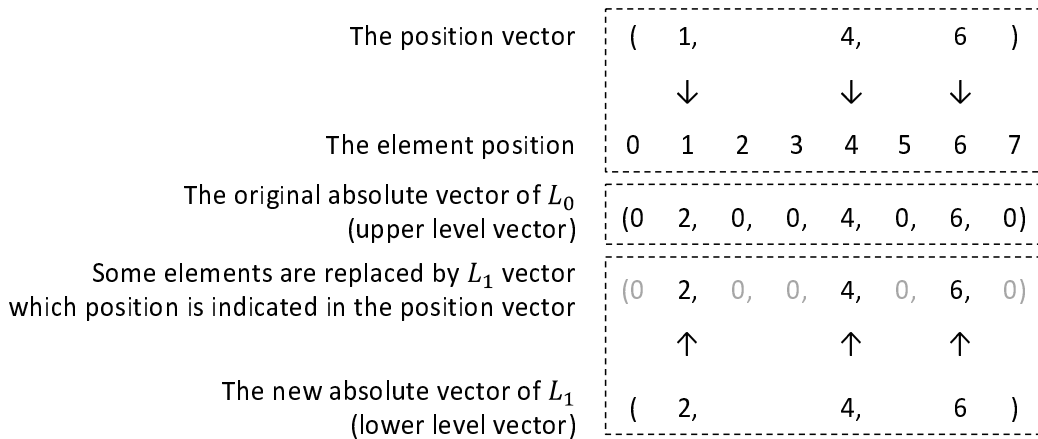 The position vector ( 1, 4, 6 )
↓ ↓ ↓
The element position 0 1 2 3 4 5 6 7
The original absolute vector of L₀
(upper level vector) (0 2, 0, 0, 4, 0, 6, 0)
Some elements are replaced by L₁ vector
which position is indicated in the position vector (0 2, 0, 0, 4, 0, 6, 0)
↑ ↑ ↑
The new absolute vector of L₁
(lower level vector) ( 2, 4, 6 )